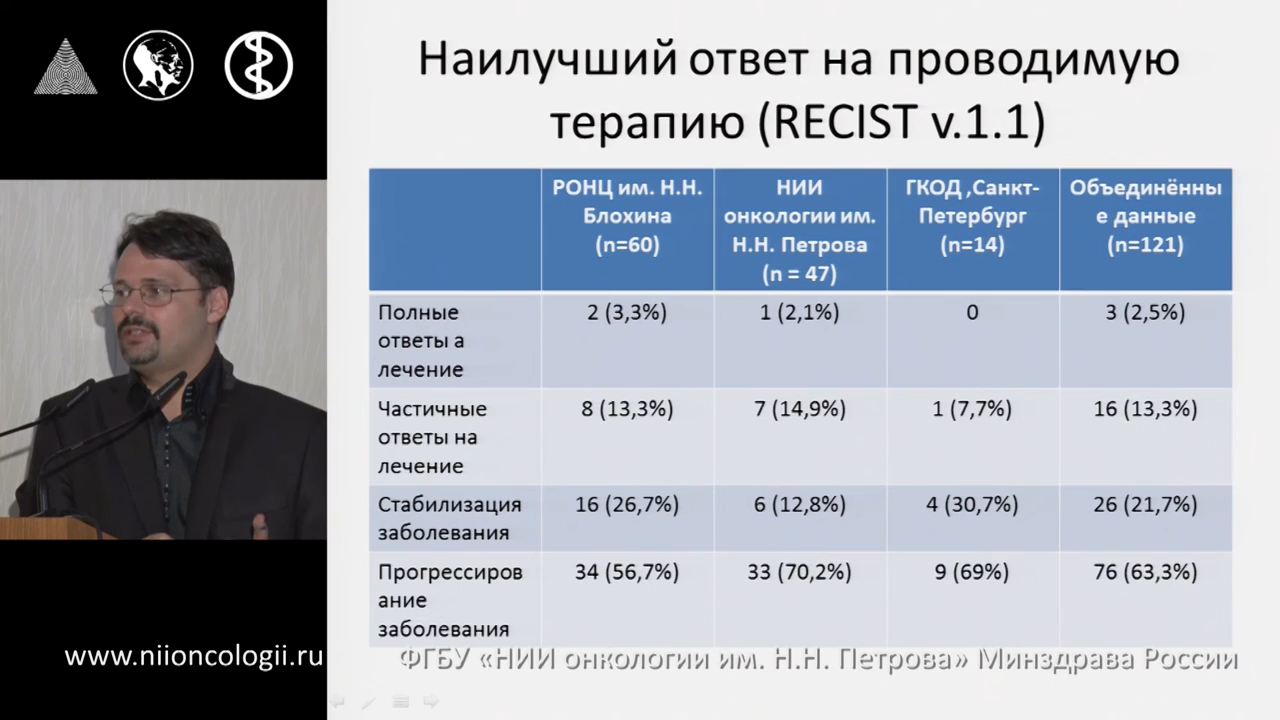 Наилучший ответ на проводимую
терапию (RECIST v.1.1)
РОНЦ им. Н.Н.
Блохина
(n=60)
НИИ
онкологии им.
Н.Н. Петрова
(n = 47)
ГКОД ,Санкт-
Петербург
(n=14)
Объединённы
е данные
(n=121)
Полные
ответы а
лечение
2 (3,3%)
1 (2,1%)
0
3 (2,5%)
Частичные
ответы на
лечение
8 (13,3%)
7 (14,9%)
1 (7,7%)
16 (13,3%)
Стабилизация
заболевания
16 (26,7%)
6 (12,8%)
4 (30,7%)
26 (21,7%)
Прогрессиров
ание
заболевания
34 (56,7%)
33 (70,2%)
9 (69%)
76 (63,3%)
www.niioncologii.ru
ФГБУ «НИИ онкологии им. Н.Н. Петрова» Минздрава России